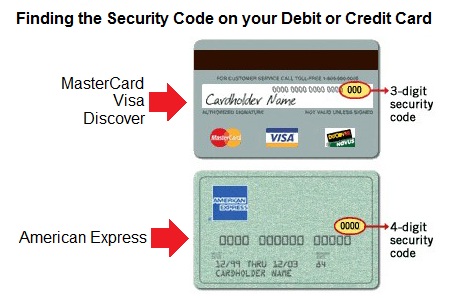 Finding the Security Code on your Debit or Credit Card
MasterCard
Visa
Discover
FOR CUSTOMER SERVICE CALL TOLL-FREE
0000 0000 0000 0000 000
Cardholder Name
AUTHORIZED SIGNATURE NOT VALID UNLESS SIGNED
MasterCard VISA DISCOVER NOVUS
3-digit
security
code
American Express
AMERICAN
EXPRESS
0000
0000 000000 00000
12/99 THRU 12/03 84
CARDHOLDER NAME
4-digit
security
code